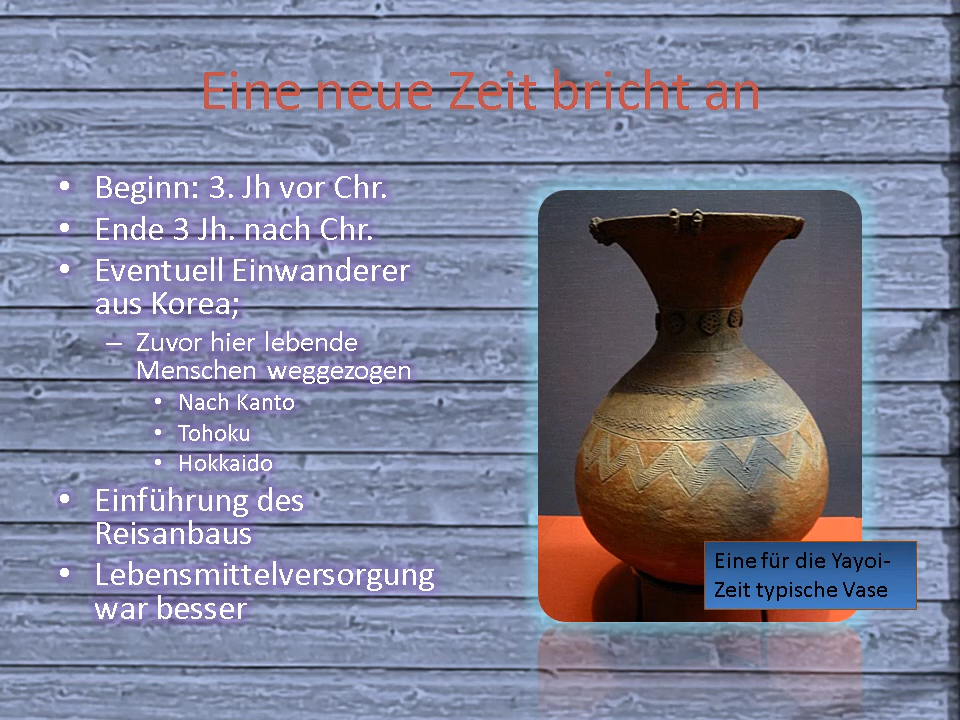 Eine neue Zeit bricht an
• Beginn: 3. Jh vor Chr.
• Ende 3 Jh. nach Chr.
• Eventuell Einwanderer
aus Korea;
– Zuvor hier lebende
Menschen weggezogen
• Nach Kanto
• Tohoku
• Hokkaido
• Einführung des
Reisanbaus
• Lebensmittelversorgung
war besser
Eine für die Yayoi-
Zeit typische Vase